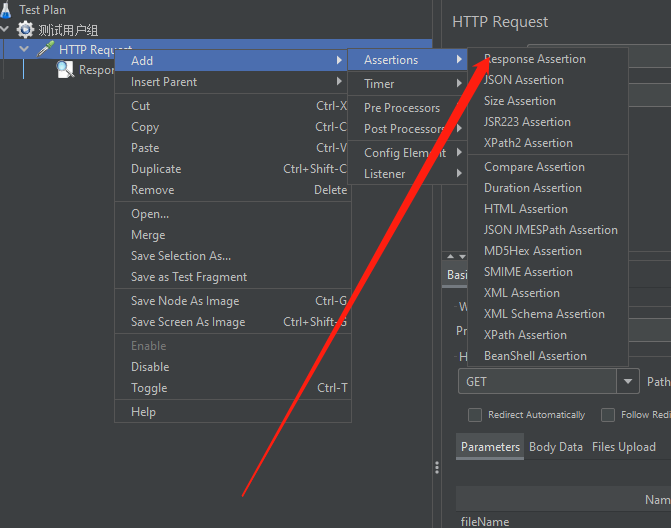 Test Plan
测试用户组
HTTP Request
Respon
Add
Insert Parent
Cut Ctrl-X
Copy Ctrl-C
Paste Ctrl-V
Duplicate Ctrl+Shift-C
Remove Delete
Open...
Merge
Save Selection As...
Save as Test Fragment
Save Node As Image Ctrl-G
Save Screen As Image Ctrl+Shift-G
Enable
Disable
Toggle Ctrl-T
Help
Assertions
Timer
Pre Processors
Post Processors
Config Element
Listener
Response Assertion
JSON Assertion
Size Assertion
JSR223 Assertion
XPath2 Assertion
Compare Assertion
Duration Assertion
HTML Assertion
JSON JMESPath Assertion
MD5Hex Assertion
SMIME Assertion
XML Assertion
XML Schema Assertion
XPath Assertion
BeanShell Assertion
HTTP Request
Basi
W
Pr
H
GET Path
Redirect Automatically Follow Redi
Parameters Body Data Files Upload
Nam
fileName